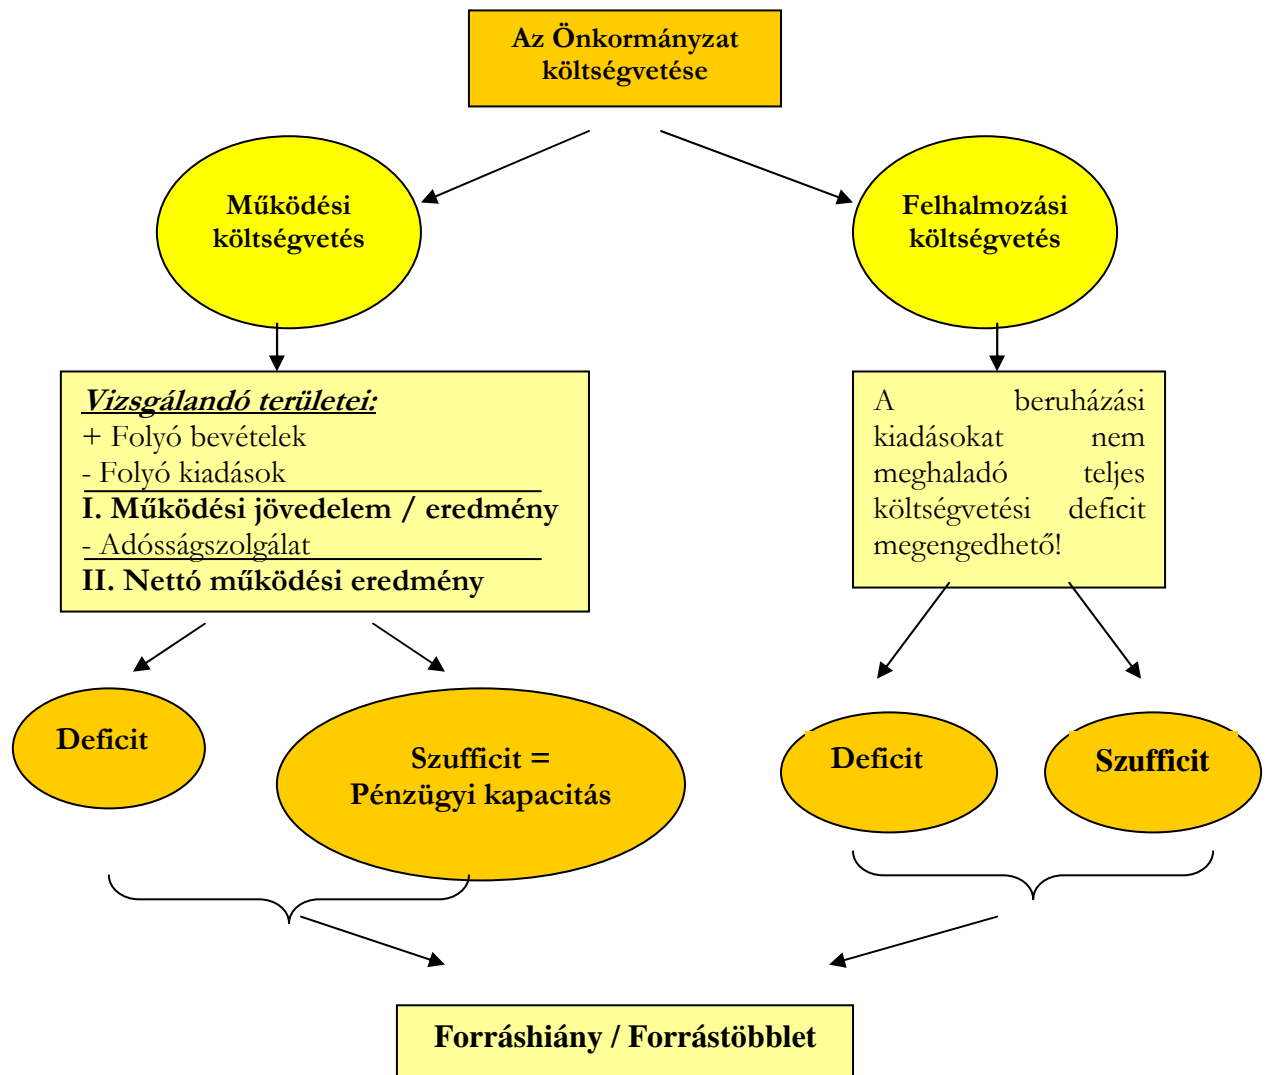 Az Önkormányzat
költségvetése
Működési
költségvetés
Felhalmozási
költségvetés
Vizsgálandó területei:
+ Folyó bevételek
- Folyó kiadások
I. Működési jövedelem / eredmény
- Adósságszolgálat
II. Nettó működési eredmény
A beruházási
kiadásokat nem
meghaladó teljes
költségvetési deficit
megengedhető!
Deficit
Szufficit =
Pénzügyi kapacitás
Deficit
Szufficit
Forráshiány / Forrástöbblet